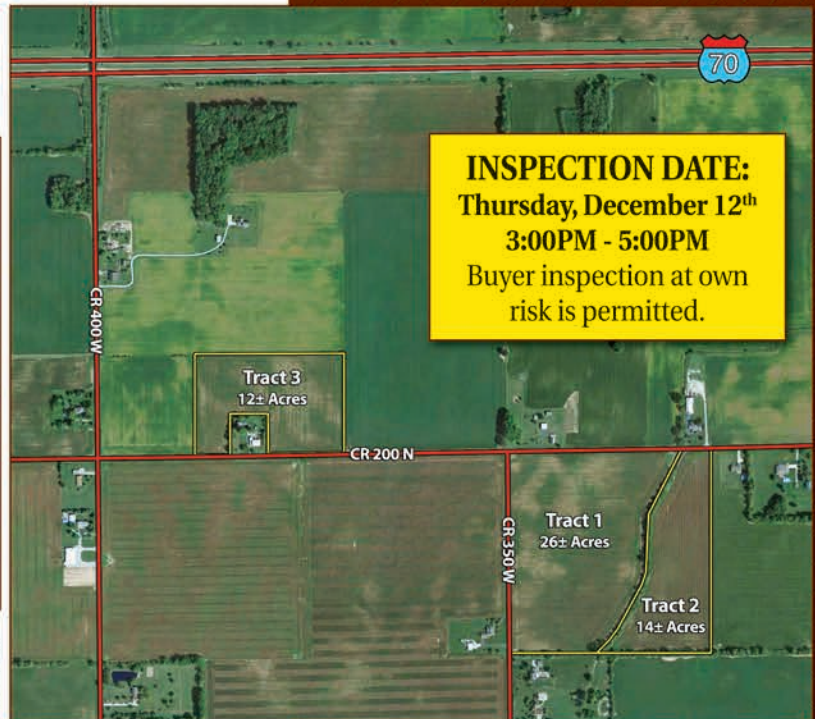 70
INSPECTION DATE:
Thursday, December 12th
3:00PM - 5:00PM
Buyer inspection at own
risk is permitted.
CR 400 W
Tract 3
12± Acres
CR 200 N
CR 350 W
Tract 1
26± Acres
Tract 2
14± Acres